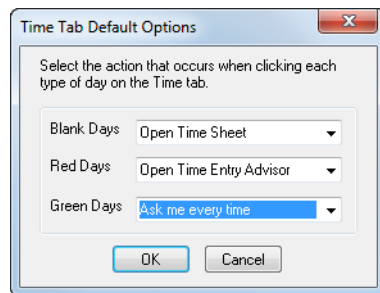 Time Tab Default Options
Select the action that occurs when clicking each
type of day on the Time tab.
Blank Days Open Time Sheet
Red Days Open Time Entry Advisor
Green Days Ask me every time
OK Cancel